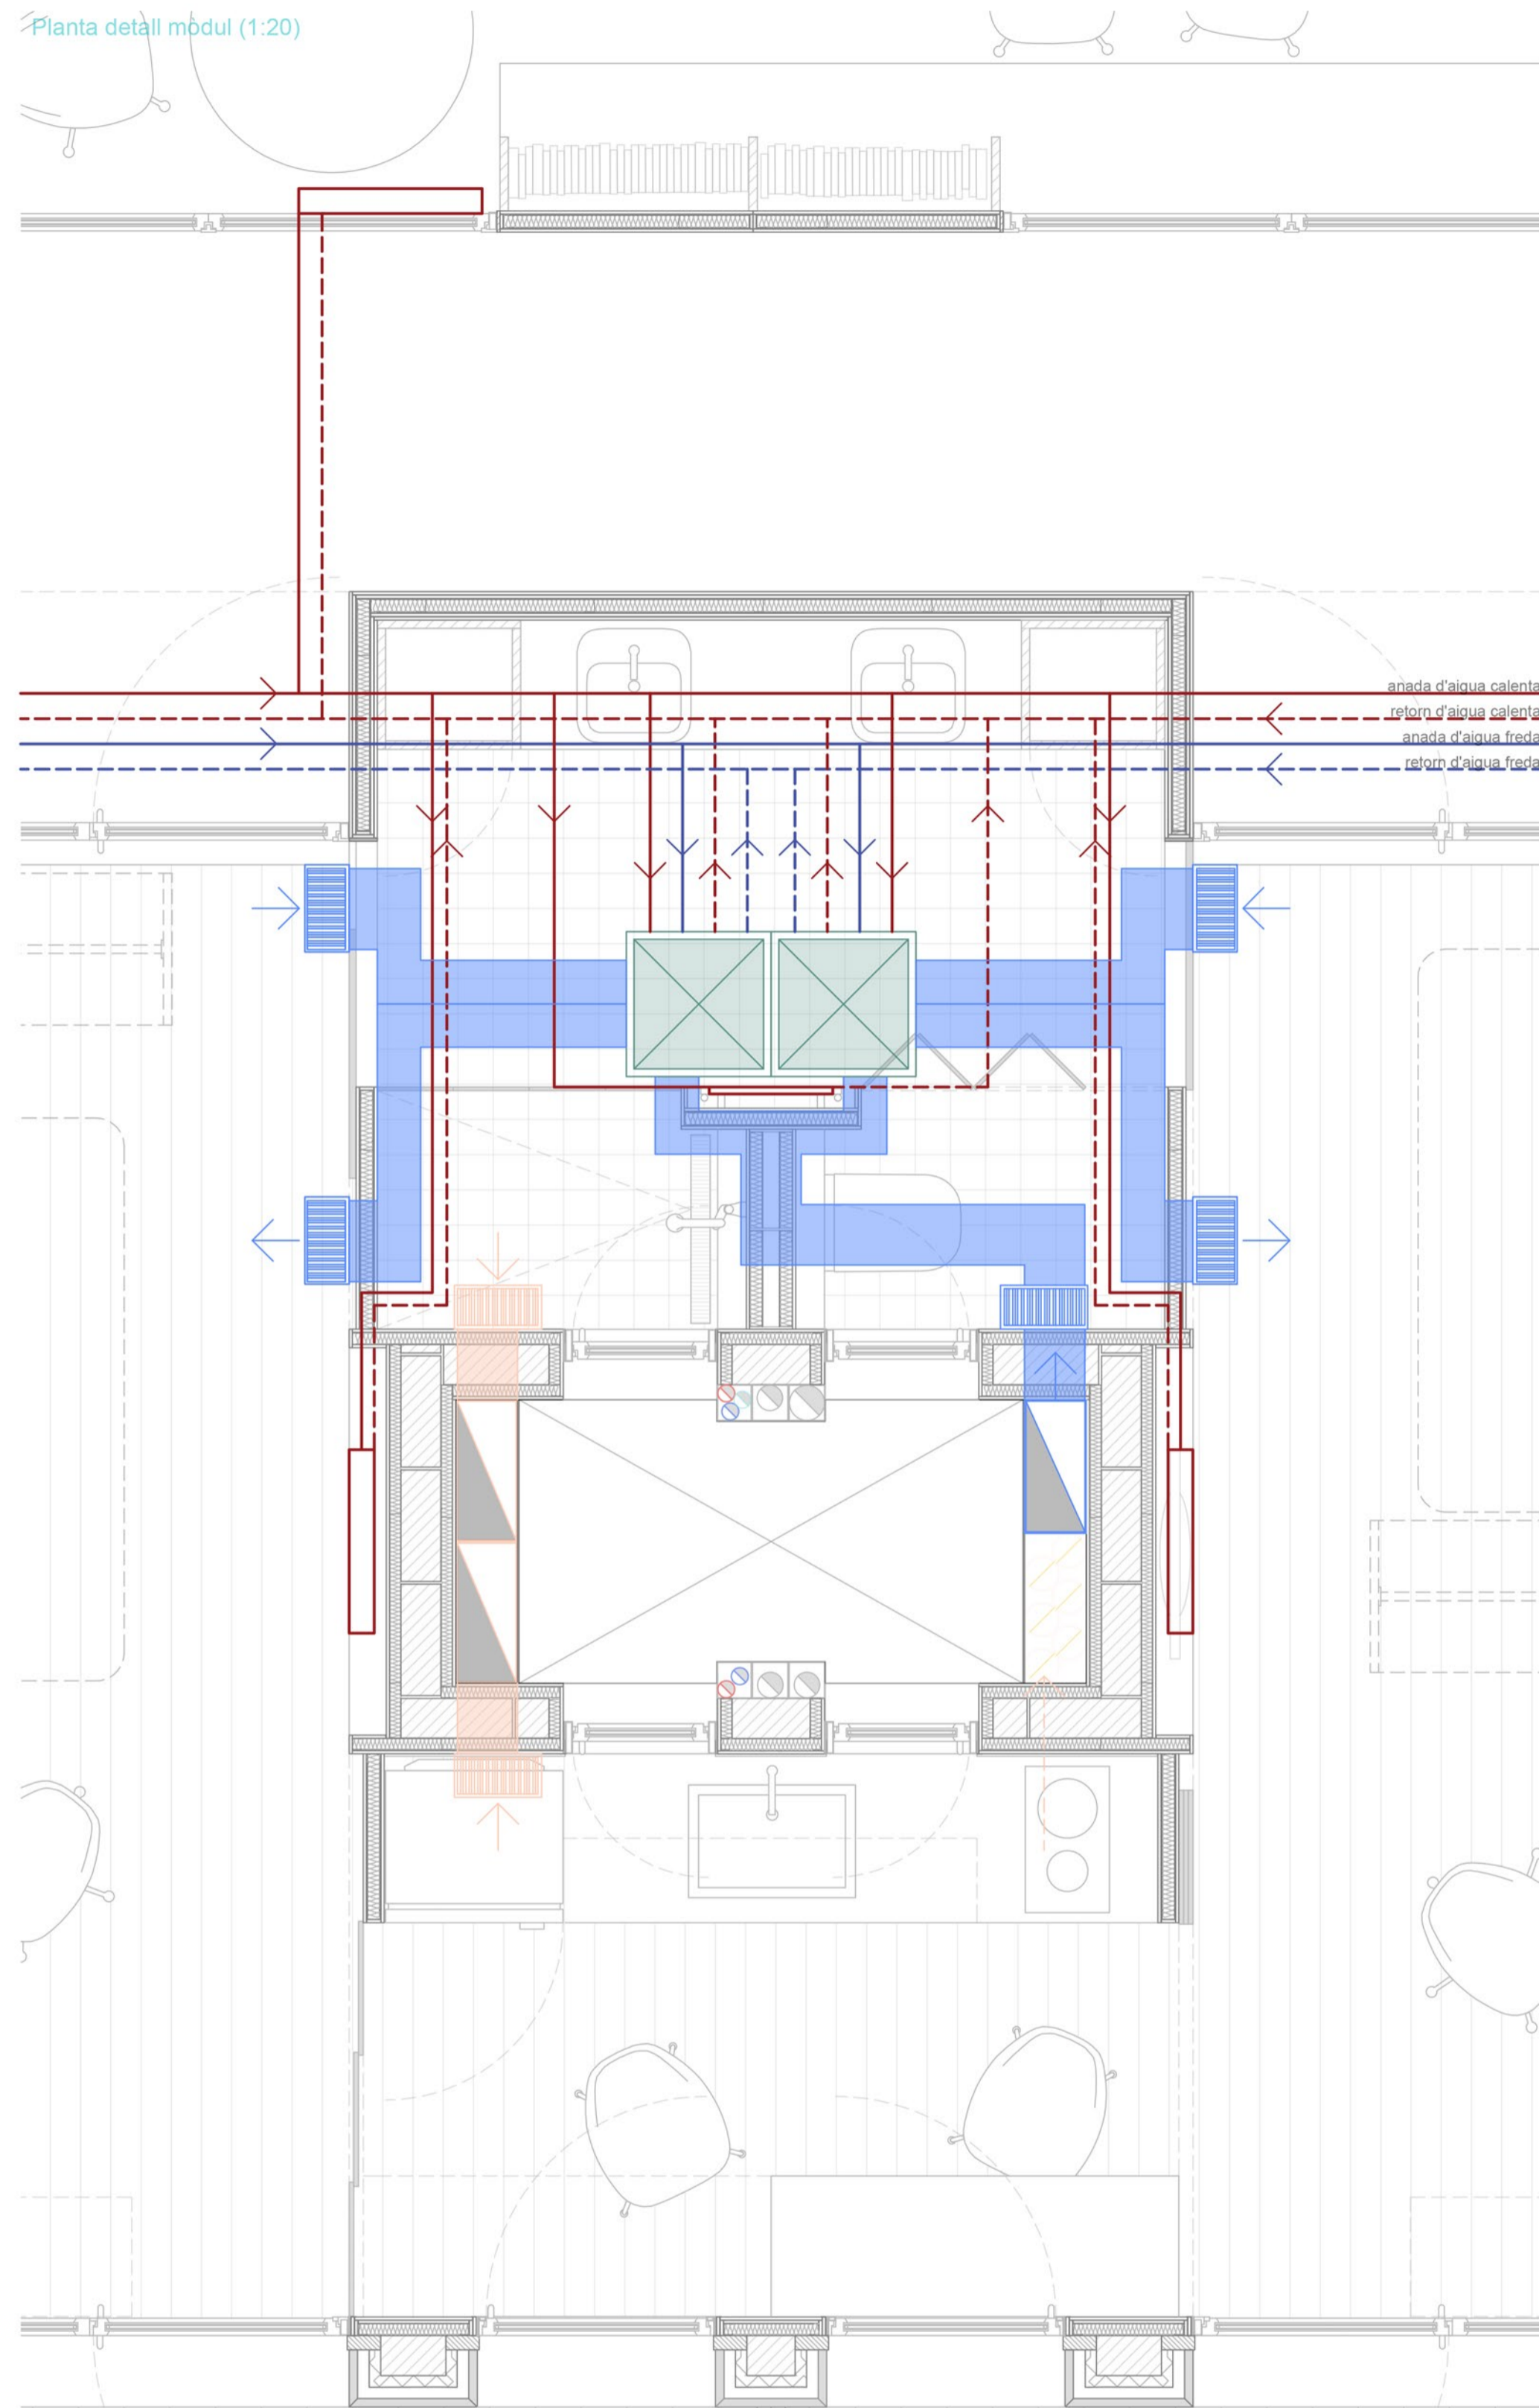 Planta detall mòdul (1:20)
anada d'aigua calenta
retorn d'aigua calenta
anada d'aigua freda
retorn d'aigua freda